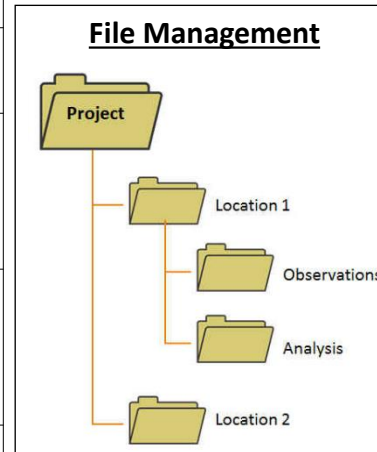 File Management
Project
Location 1
Observations
Analysis
Location 2